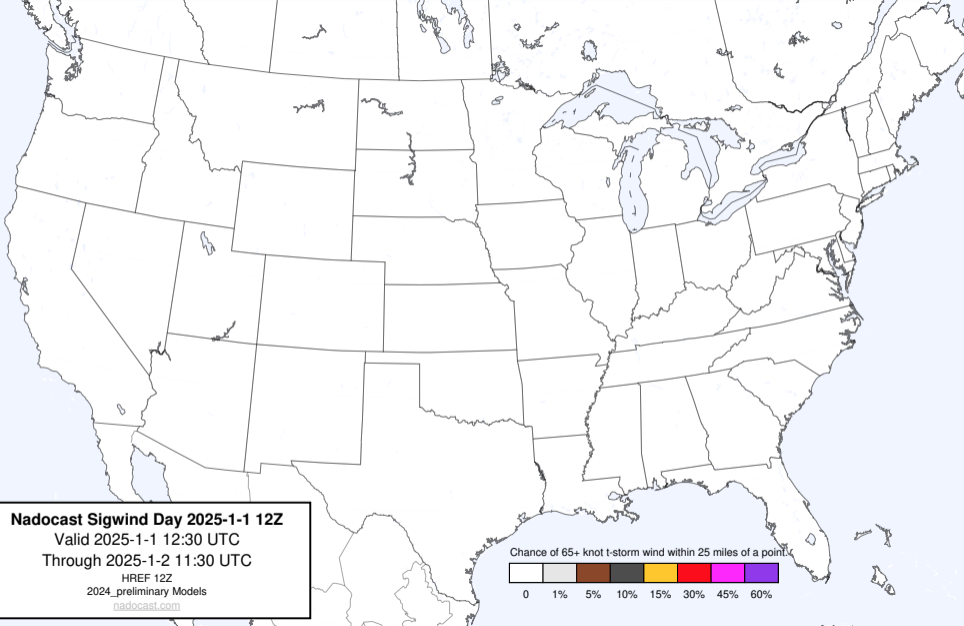 Nadocast Sigwind Day 2025-1-1 12Z
Valid 2025-1-1 12:30 UTC
Through 2025-1-2 11:30 UTC
HREF 12Z
2024_preliminary Models
nadocast.com
Chance of 65+ knot t-storm wind within 25 miles of a point.
0 1% 5% 10% 15% 30% 45% 60%